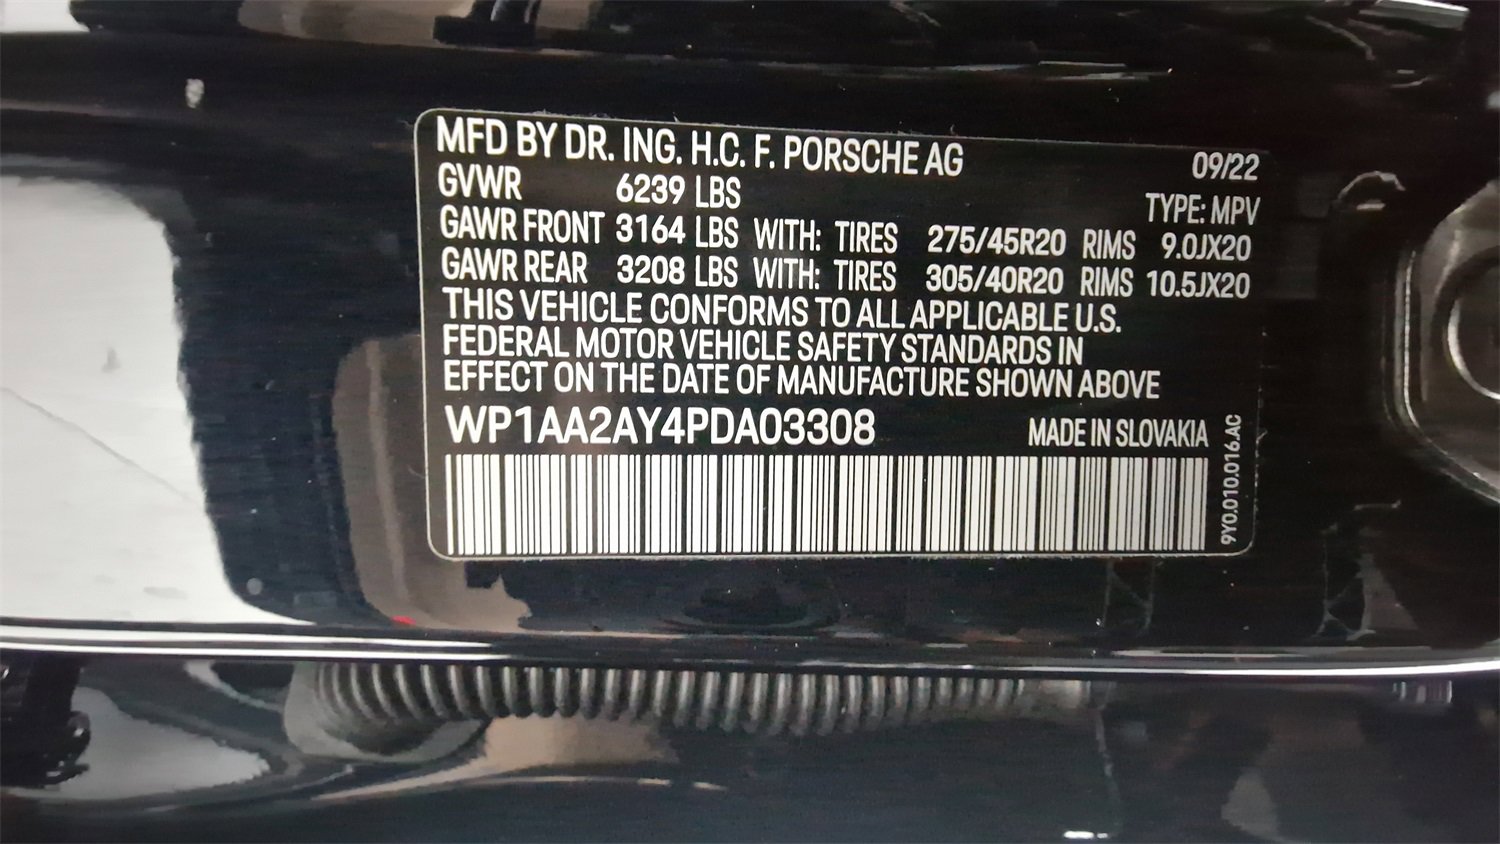 MFD BY DR. ING. H.C. F. PORSCHE AG 09/22
GVWR 6239 LBS TYPE: MPV
GAWR FRONT 3164 LBS WITH: TIRES 275/45R20 RIMS 9.0JX20
GAWR REAR 3208 LBS WITH: TIRES 305/40R20 RIMS 10.5JX20
THIS VEHICLE CONFORMS TO ALL APPLICABLE U.S.
FEDERAL MOTOR VEHICLE SAFETY STANDARDS IN
EFFECT ON THE DATE OF MANUFACTURE SHOWN ABOVE
WP1AA2AY4PDA03308 MADE IN SLOVAKIA
9Y0.010.016.AC